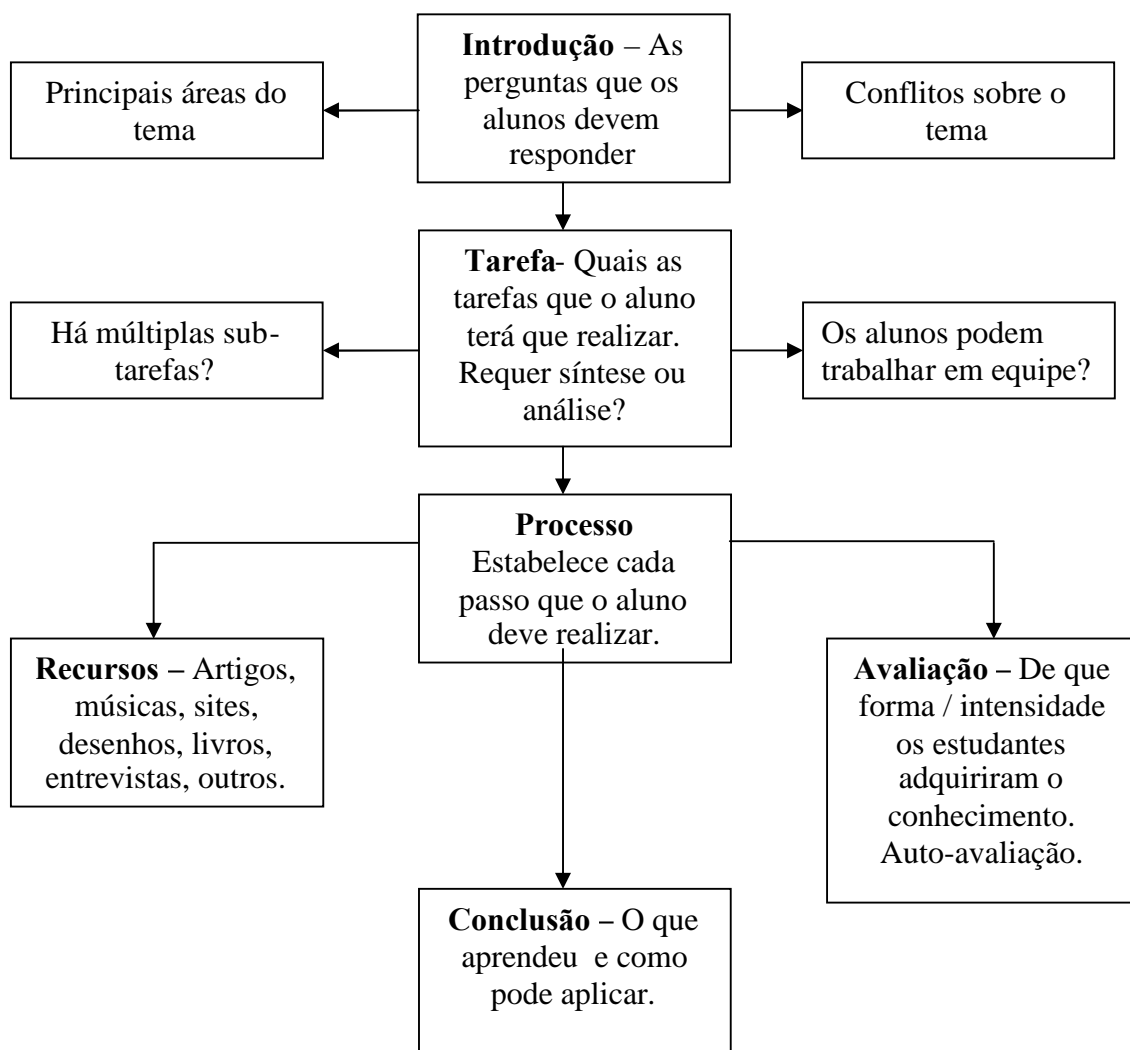 Introdução – As
perguntas que os
alunos devem
responder
Principais áreas do
tema
Conflitos sobre o
tema
Tarefa- Quais as
tarefas que o aluno
terá que realizar.
Requer síntese ou
análise?
Há múltiplas sub-
tarefas?
Os alunos podem
trabalhar em equipe?
Processo
Estabelece cada
passo que o aluno
deve realizar.
Recursos – Artigos,
músicas, sites,
desenhos, livros,
entrevistas, outros.
Avaliação – De que
forma / intensidade
os estudantes
adquiriram o
conhecimento.
Auto-avaliação.
Conclusão – O que
aprendeu e como
pode aplicar.